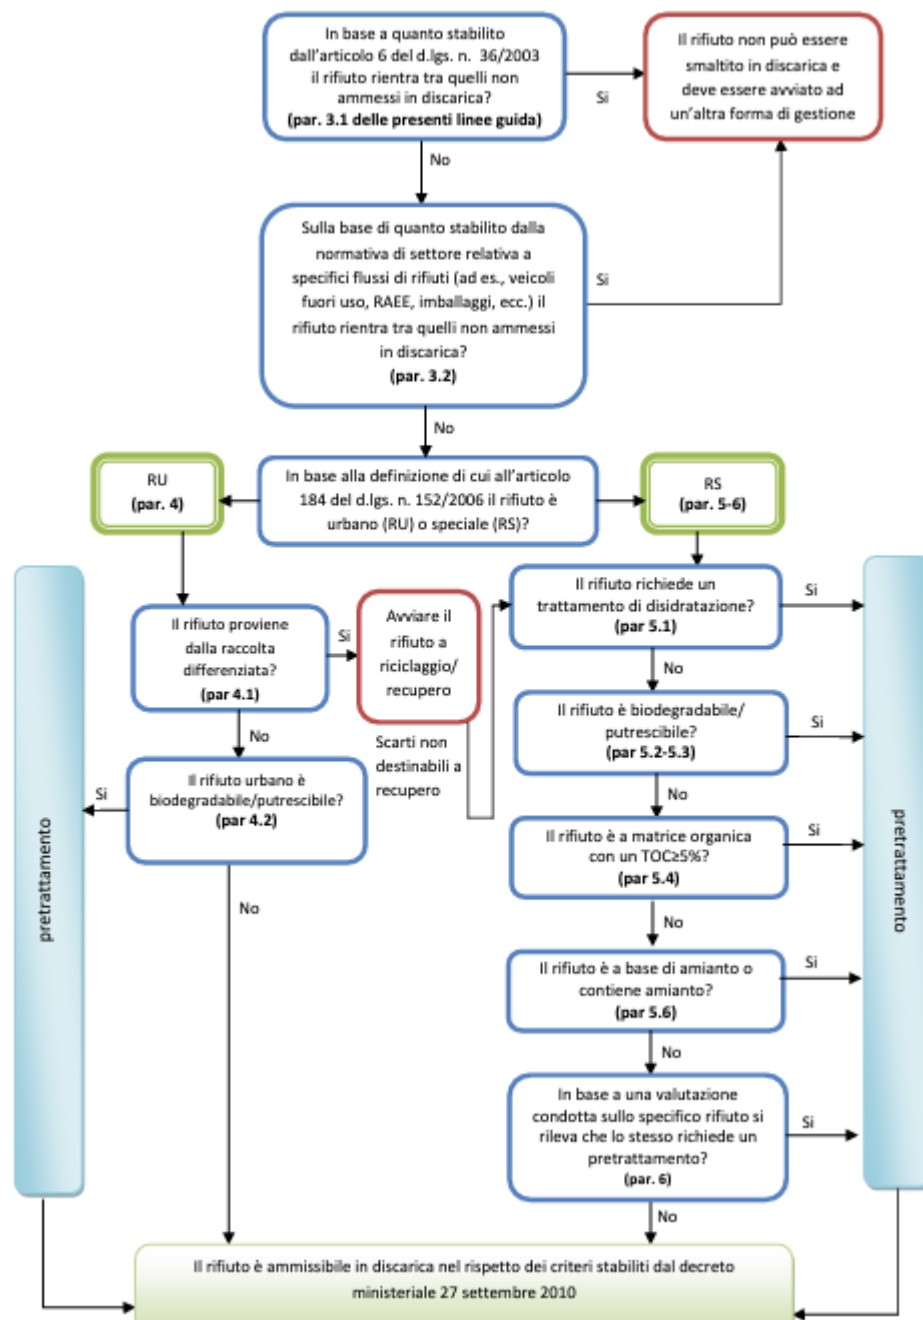 In base a quanto stabilito
dall'articolo 6 del d.lgs. n. 36/2003
il rifiuto rientra tra quelli non
ammessi in discarica?
(par. 3.1 delle presenti linee guida)
Si
Il rifiuto non può essere
smaltito in discarica e
deve essere avviato ad
un'altra forma di gestione
No
Sulla base di quanto stabilito dalla
normativa di settore relativa a
specifici flussi di rifiuti (ad es., veicoli
fuori uso, RAEE, imballaggi, ecc.) il
rifiuto rientra tra quelli non ammessi
in discarica?
(par. 3.2)
Si
No
RU
(par. 4)
In base alla definizione di cui all'articolo
184 del d.lgs. n. 152/2006 il rifiuto è
urbano (RU) o speciale (RS)?
RS
(par. 5-6)
pretrattamento
Il rifiuto proviene
dalla raccolta
differenziata?
(par 4.1)
Si
Avviare il
rifiuto a
riciclaggio/
recupero
No
Scarti non
destinabili a
recupero
Il rifiuto urbano è
biodegradabile/putrescibile?
(par 4.2)
Si
No
Il rifiuto richiede un
trattamento di disidratazione?
(par 5.1)
Si
No
Il rifiuto è biodegradabile/
putrescibile?
(par 5.2-5.3)
Si
No
Il rifiuto è a matrice organica
con un TOC≥5%?
(par 5.4)
Si
No
Il rifiuto è a base di amianto o
contiene amianto?
(par 5.6)
Si
No
In base a una valutazione
condotta sullo specifico rifiuto si
rileva che lo stesso richiede un
pretrattamento?
(par. 6)
Si
No
pretrattamento
Il rifiuto è ammissibile in discarica nel rispetto dei criteri stabiliti dal decreto
ministeriale 27 settembre 2010